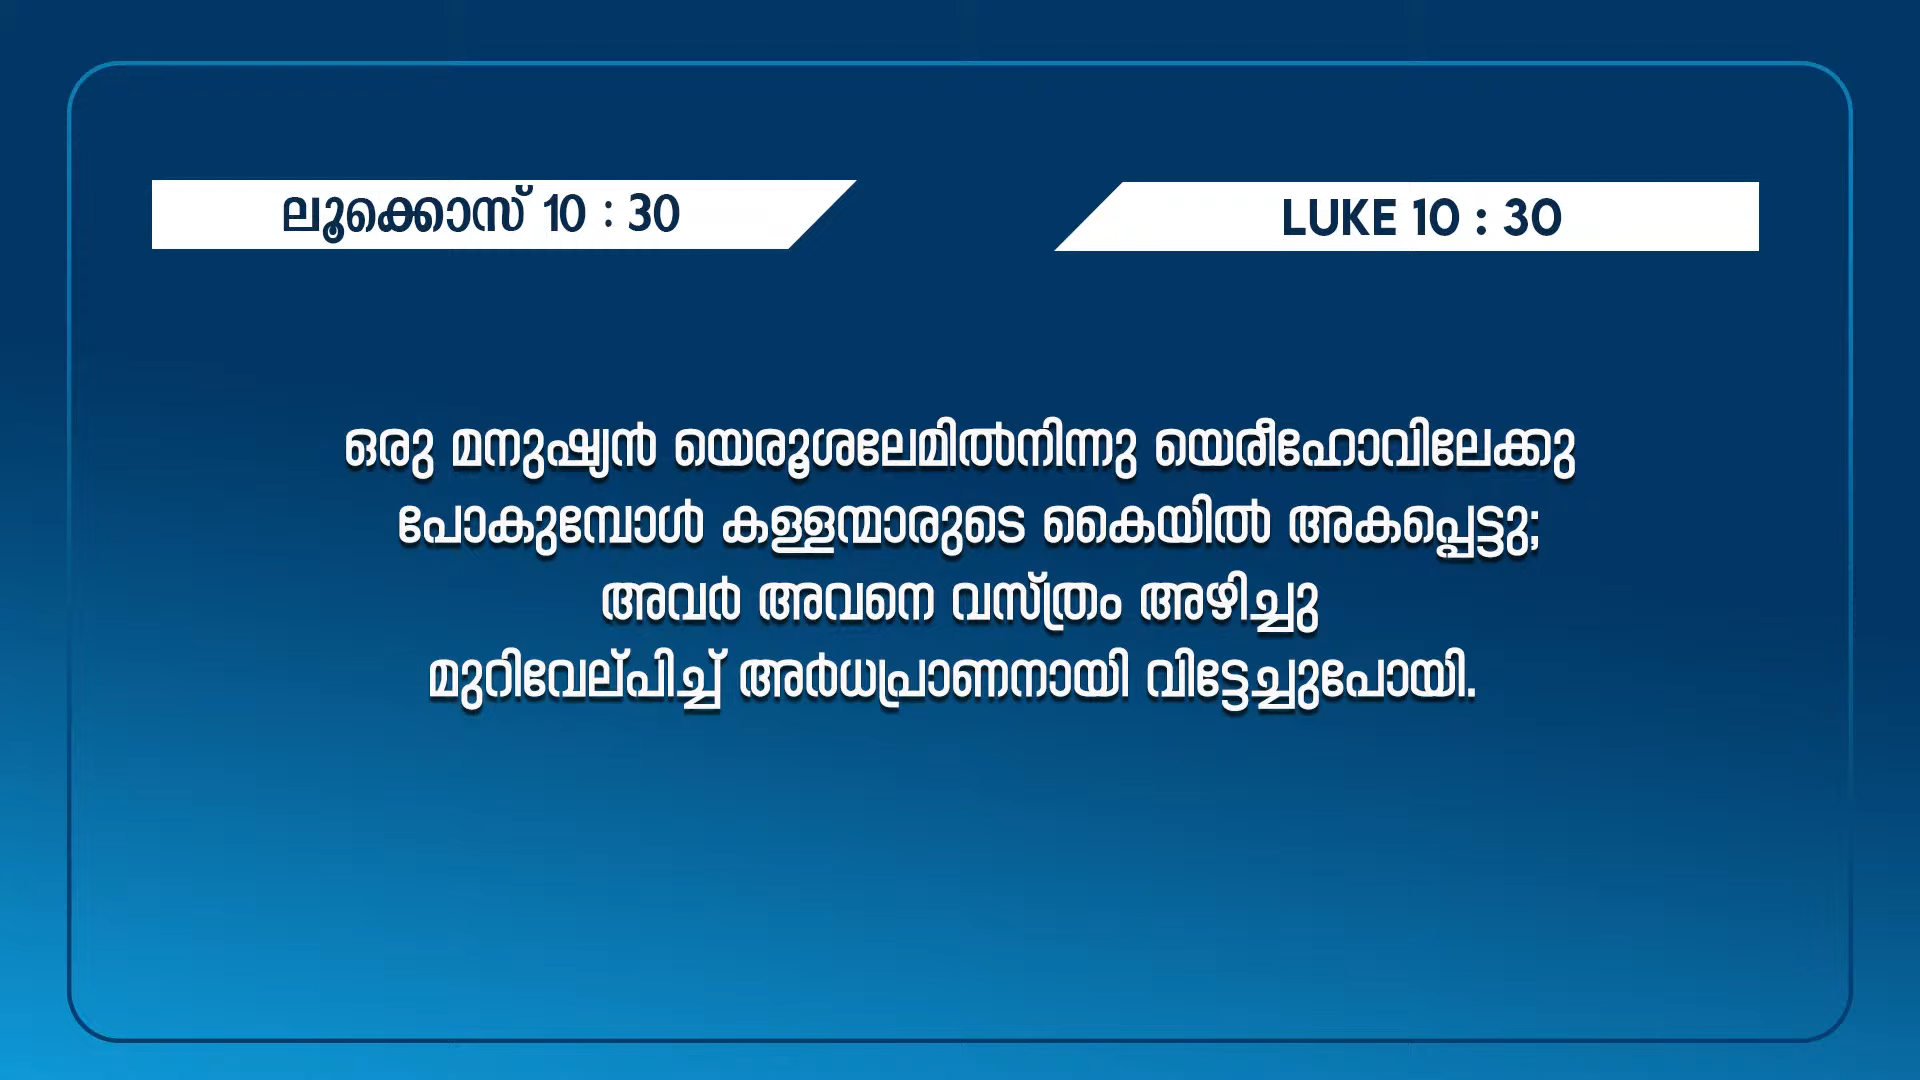 ലൂക്കൊസ് 10 : 30
LUKE 10 : 30
ഒരു മനുഷ്യൻ യെരൂശലേമിൽനിന്നു യെരീഹോവിലേക്കു
പോകുമ്പോൾ കള്ളന്മാരുടെ കൈയിൽ അകപ്പെട്ടു;
അവർ അവനെ വസ്ത്രം അഴിച്ചു
മുറിവേല്പിച്ച് അർധപ്രാണനായി വിട്ടേച്ചുപോയി.